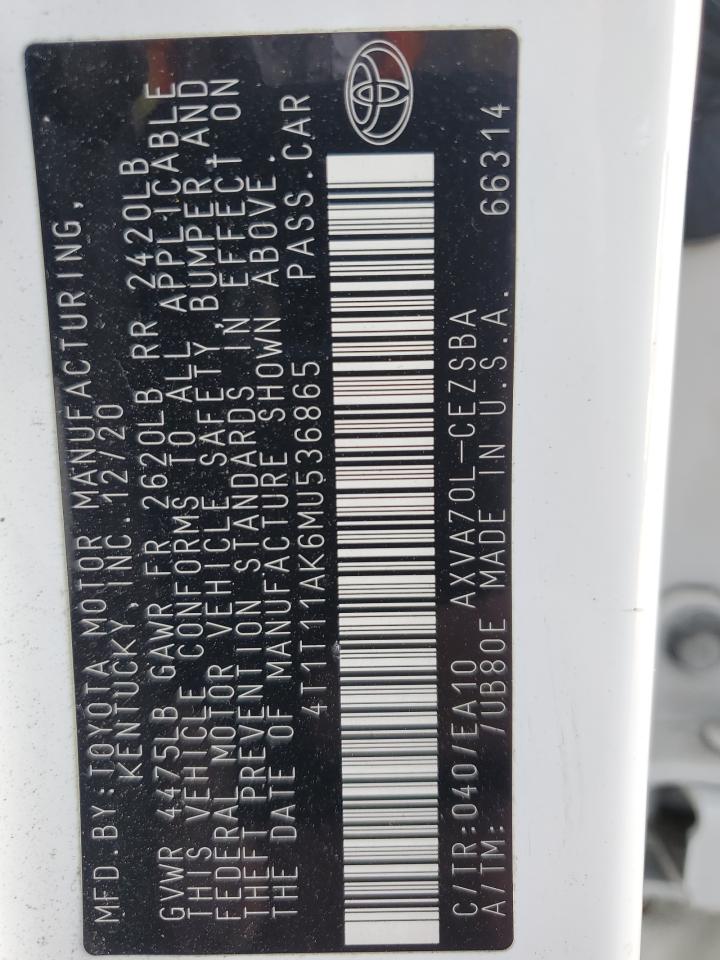 MFD.BY:TOYOTA MOTOR MANUFACTURING,
KENTUCKY, INC. 12/20
GVWR 4475LB GAWR FR 2620LB RR 2420LB
THIS VEHICLE CONFORMS TO ALL APPLICABLE
FEDERAL MOTOR VEHICLE SAFETY, BUMPER, AND
THEFT PREVENTION STANDARDS IN EFFECT ON
THE DATE OF MANUFACTURE SHOWN ABOVE.
4T1T11AK6MU536865 PASS.CAR
C/TR:040/EA10 AXVA70L-CEZSBA
A/TM: /UB80E MADE IN U.S.A. 66314